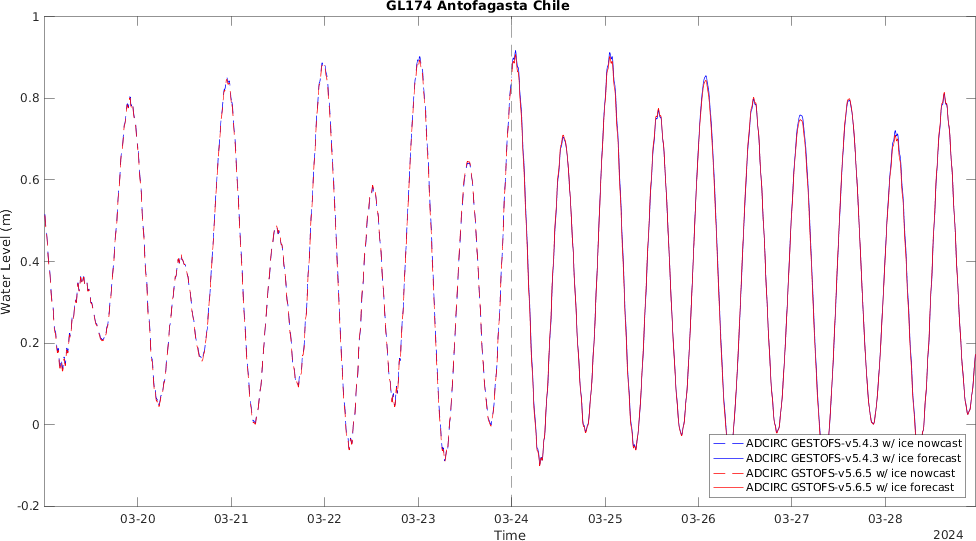 GL174 Antofagasta Chile
1
0.8
0.6
0.4
0.2
0
-0.2
Water Level (m)
ADCIRC GESTOFS-v5.4.3 w/ ice nowcast
ADCIRC GESTOFS-v5.4.3 w/ ice forecast
ADCIRC GSTOFS-v5.6.5 w/ ice nowcast
ADCIRC GSTOFS-v5.6.5 w/ ice forecast
03-20 03-21 03-22 03-23 03-24 03-25 03-26 03-27 03-28
Time
2024